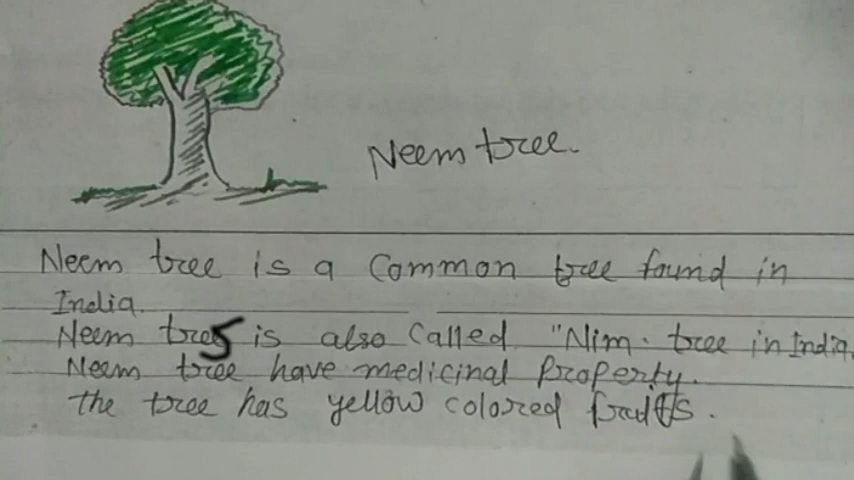 Neem tree.
Neem tree is a Common tree found in
India.
Neem tre5 is also Called "Nim. tree in India.
Neem tree have medicinal Property.
the tree has yellow colored fruits.